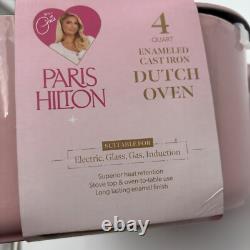 Paris
PARIS
HILTON
4
QUART
ENAMELED
CAST IRON
DUTCH
OVEN
SUITABLE FOR
Electric, Glass, Gas, Induction
Superior heat retention
Stove top & oven-to-table use
Long lasting enamel finish